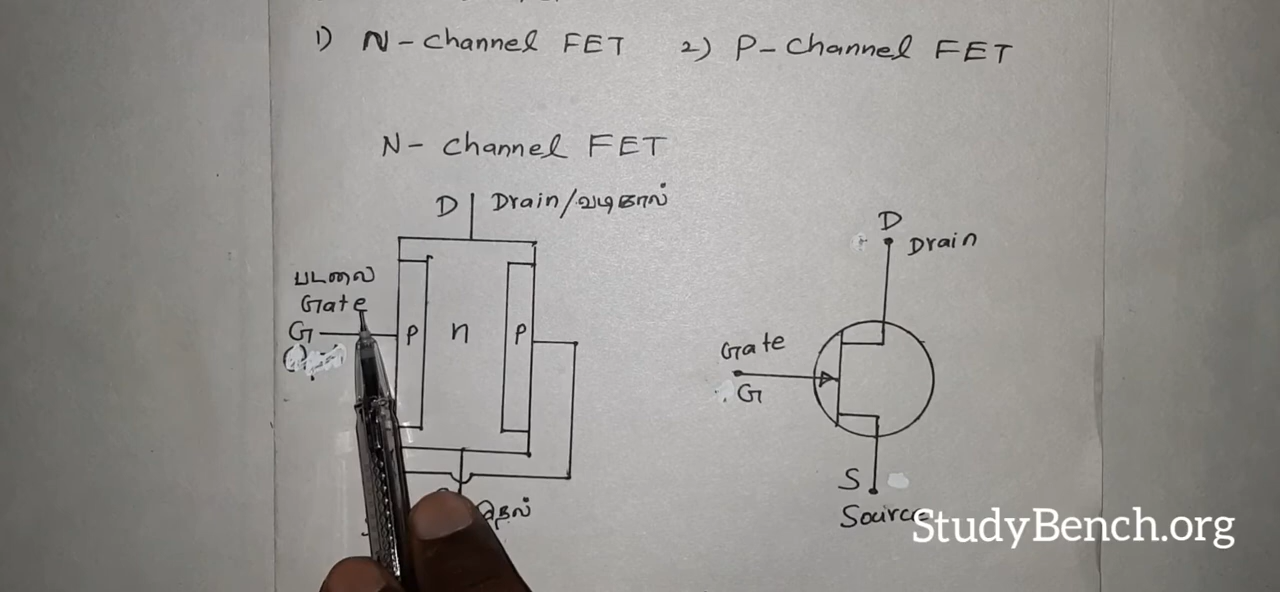 1) N-Channel FET 2) P-Channel FET
N-Channel FET
D Drain/வடிகால்
படலை
Gate
G
P n P
D
Drain
Gate
G
S
Source
StudyBench.org